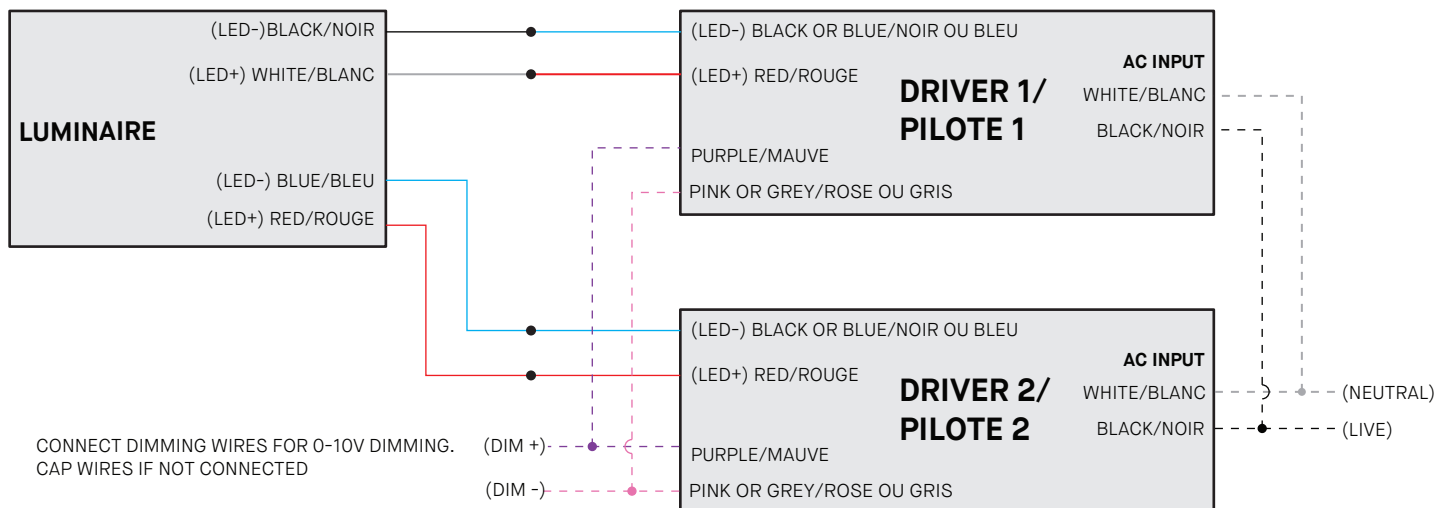 LUMINAIRE
(LED-)BLACK/NOIR
(LED+) WHITE/BLANC
(LED-) BLUE/BLEU
(LED+) RED/ROUGE
(LED-) BLACK OR BLUE/NOIR OU BLEU
(LED+) RED/ROUGE
DRIVER 1/
PILOTE 1
AC INPUT
WHITE/BLANC
BLACK/NOIR
PURPLE/MAUVE
PINK OR GREY/ROSE OU GRIS
(LED-) BLACK OR BLUE/NOIR OU BLEU
(LED+) RED/ROUGE
DRIVER 2/
PILOTE 2
AC INPUT
WHITE/BLANC
BLACK/NOIR
(NEUTRAL)
(LIVE)
PURPLE/MAUVE
PINK OR GREY/ROSE OU GRIS
CONNECT DIMMING WIRES FOR 0-10V DIMMING.
CAP WIRES IF NOT CONNECTED
(DIM +)
(DIM -)